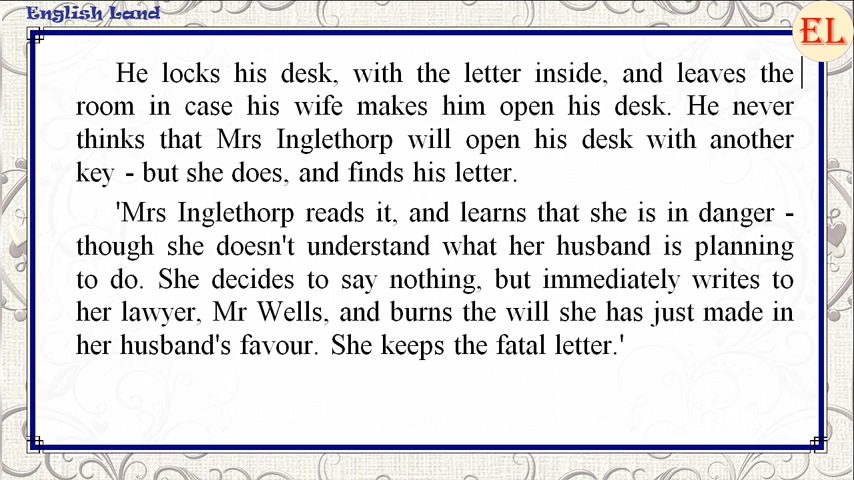 English Land
EL
He locks his desk, with the letter inside, and leaves the
room in case his wife makes him open his desk. He never
thinks that Mrs Inglethorp will open his desk with another
key - but she does, and finds his letter.
'Mrs Inglethorp reads it, and learns that she is in danger -
though she doesn't understand what her husband is planning
to do. She decides to say nothing, but immediately writes to
her lawyer, Mr Wells, and burns the will she has just made in
her husband's favour. She keeps the fatal letter.'